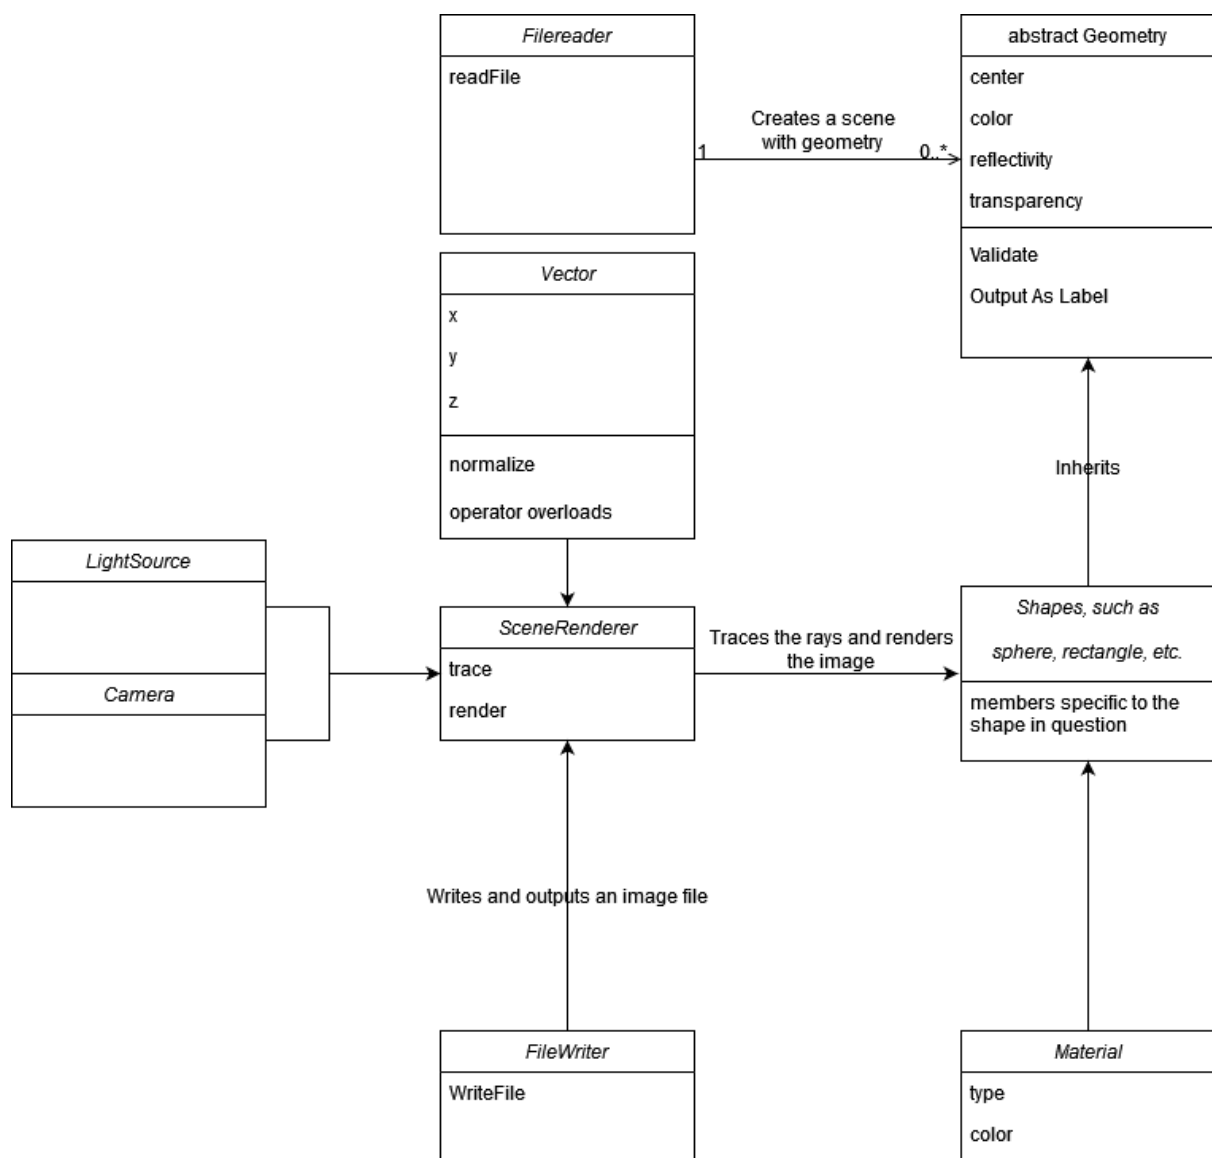 Filereader
readFile
abstract Geometry
center
color
reflectivity
transparency
Validate
Output As Label
Creates a scene
with geometry
1
0..*
Vector
x
y
z
normalize
operator overloads
Inherits
LightSource
Camera
SceneRenderer
trace
render
Traces the rays and renders
the image
Shapes, such as
sphere, rectangle, etc.
members specific to the
shape in question
Writes and outputs an image file
FileWriter
WriteFile
Material
type
color